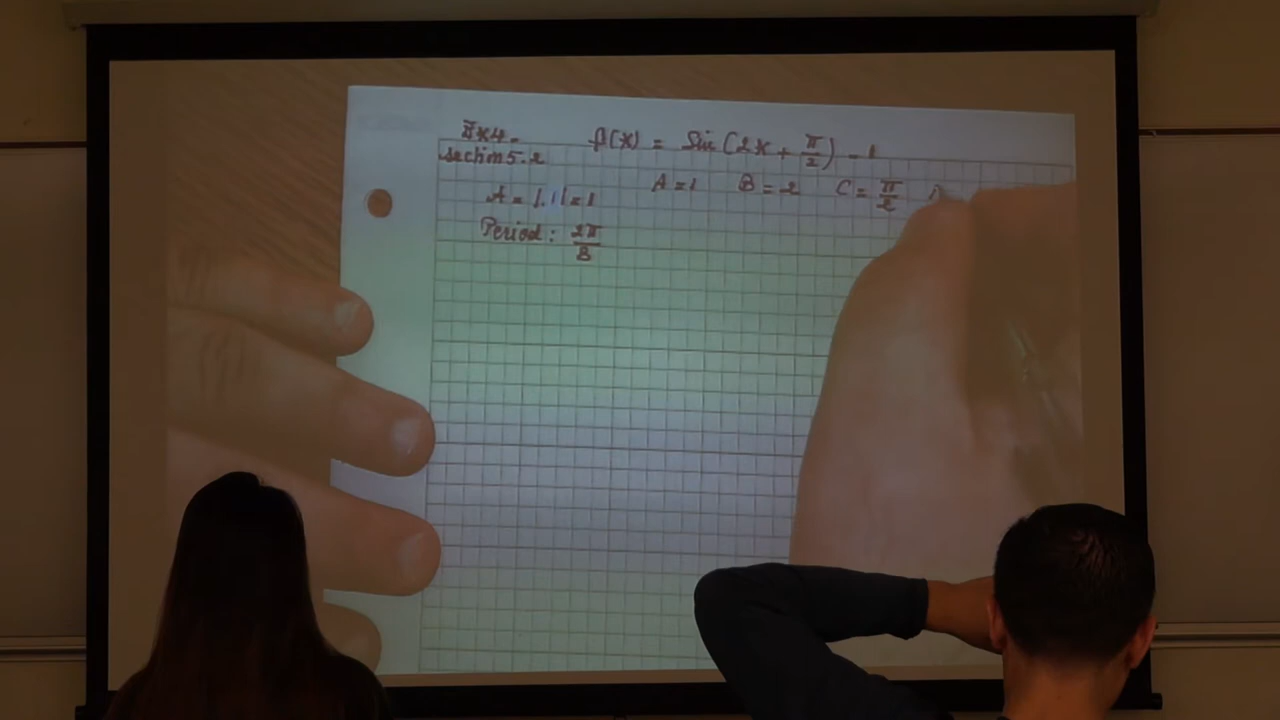 Ex4.
section 5.2
f(x) = Sin(2x + π/2) - 1
A=1 B=2 C=π/2
A = |1|=1
Period: 2π/B